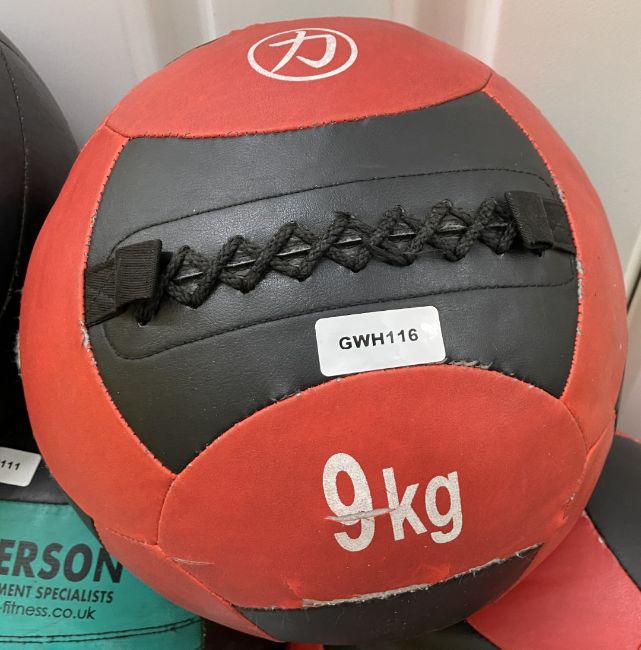 力
GWH116
9kg
111
ERSON
MENT SPECIALISTS
-fitness.co.uk